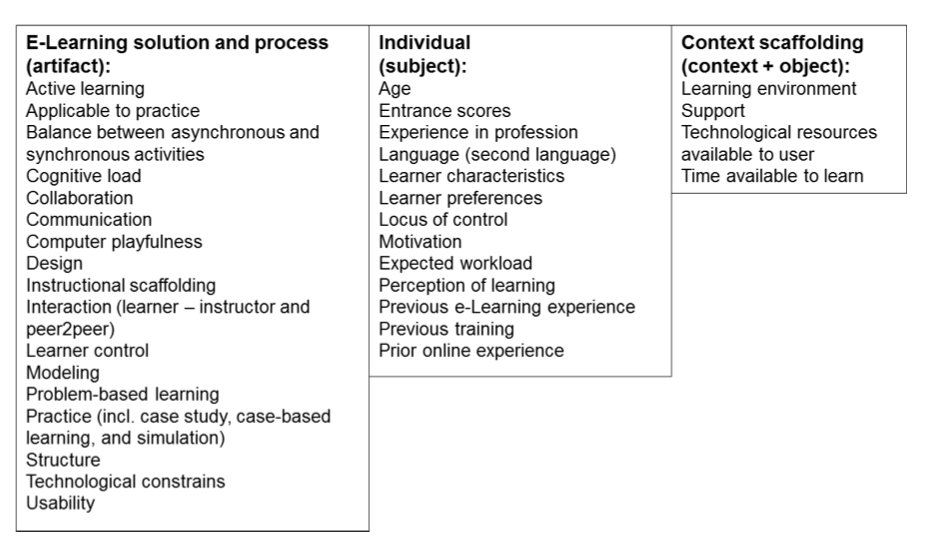 E-Learning solution and process
(artifact):
Active learning
Applicable to practice
Balance between asynchronous and
synchronous activities
Cognitive load
Collaboration
Communication
Computer playfulness
Design
Instructional scaffolding
Interaction (learner – instructor and
peer2peer)
Learner control
Modeling
Problem-based learning
Practice (incl. case study, case-based
learning, and simulation)
Structure
Technological constrains
Usability
Individual
(subject):
Age
Entrance scores
Experience in profession
Language (second language)
Learner characteristics
Learner preferences
Locus of control
Motivation
Expected workload
Perception of learning
Previous e-Learning experience
Previous training
Prior online experience
Context scaffolding
(context + object):
Learning environment
Support
Technological resources
available to user
Time available to learn